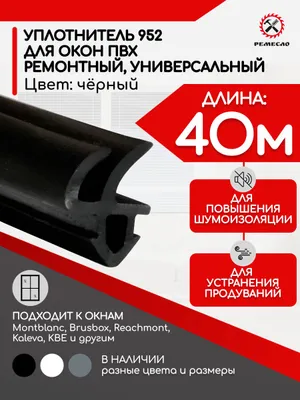 УПЛОТНИТЕЛЬ 952
ДЛЯ ОКОН ПВХ
РЕМОНТНЫЙ, УНИВЕРСАЛЬНЫЙ
Цвет: чёрный
РЕМЕСЛО
ДЛИНА:
40м
ДЛЯ
ПОВЫШЕНИЯ
ШУМОИЗОЛЯЦИИ
ДЛЯ
УСТРАНЕНИЯ
ПРОДУВАНИЙ
ПОДХОДИТ К ОКНАМ
Montblanc, Brusbox, Reachmont,
Kaleva, KBE и другим
В НАЛИЧИИ
разные цвета и размеры